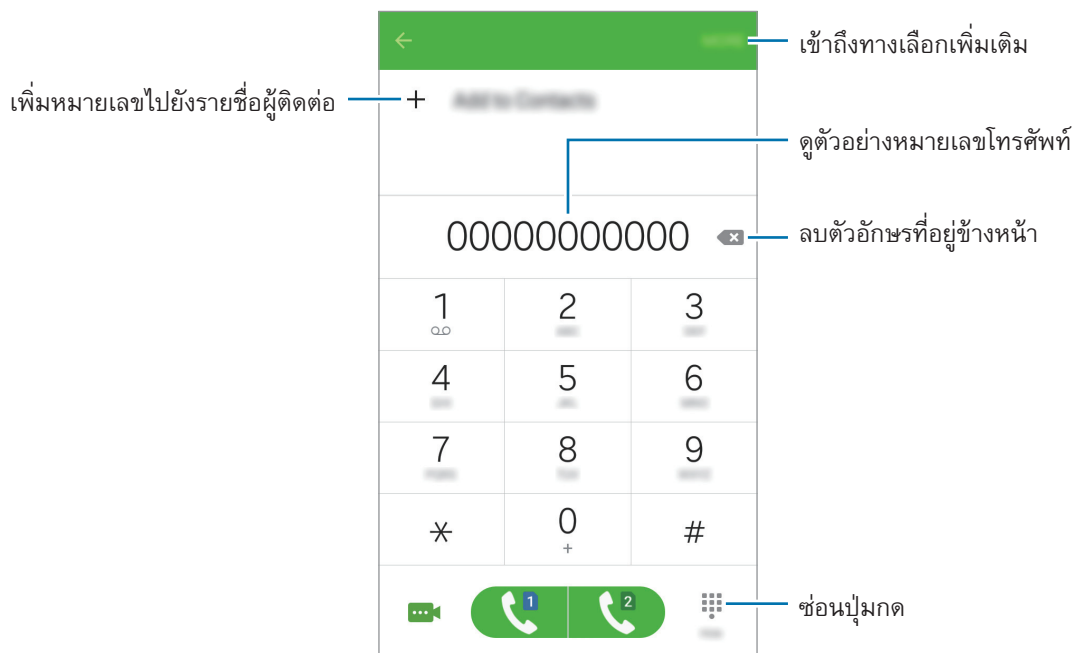 เข้าถึงทางเลือกเพิ่มเติม
เพิ่มหมายเลขไปยังรายชื่อผู้ติดต่อ
+ Add to Contacts
ดูตัวอย่างหมายเลขโทรศัพท์
00000000000
ลบตัวอักษรที่อยู่ข้างหน้า
1 2 3
4 5 6
7 8 9
* 0 #
+
1 2
ซ่อนปุ่มกด